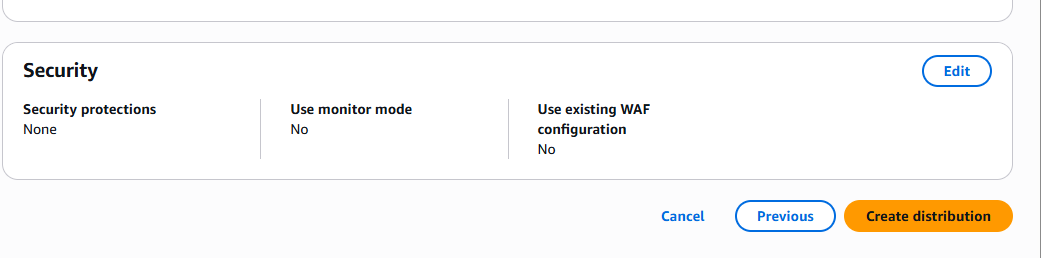 Security
Edit
Security protections
None
Use monitor mode
No
Use existing WAF
configuration
No
Cancel
Previous
Create distribution